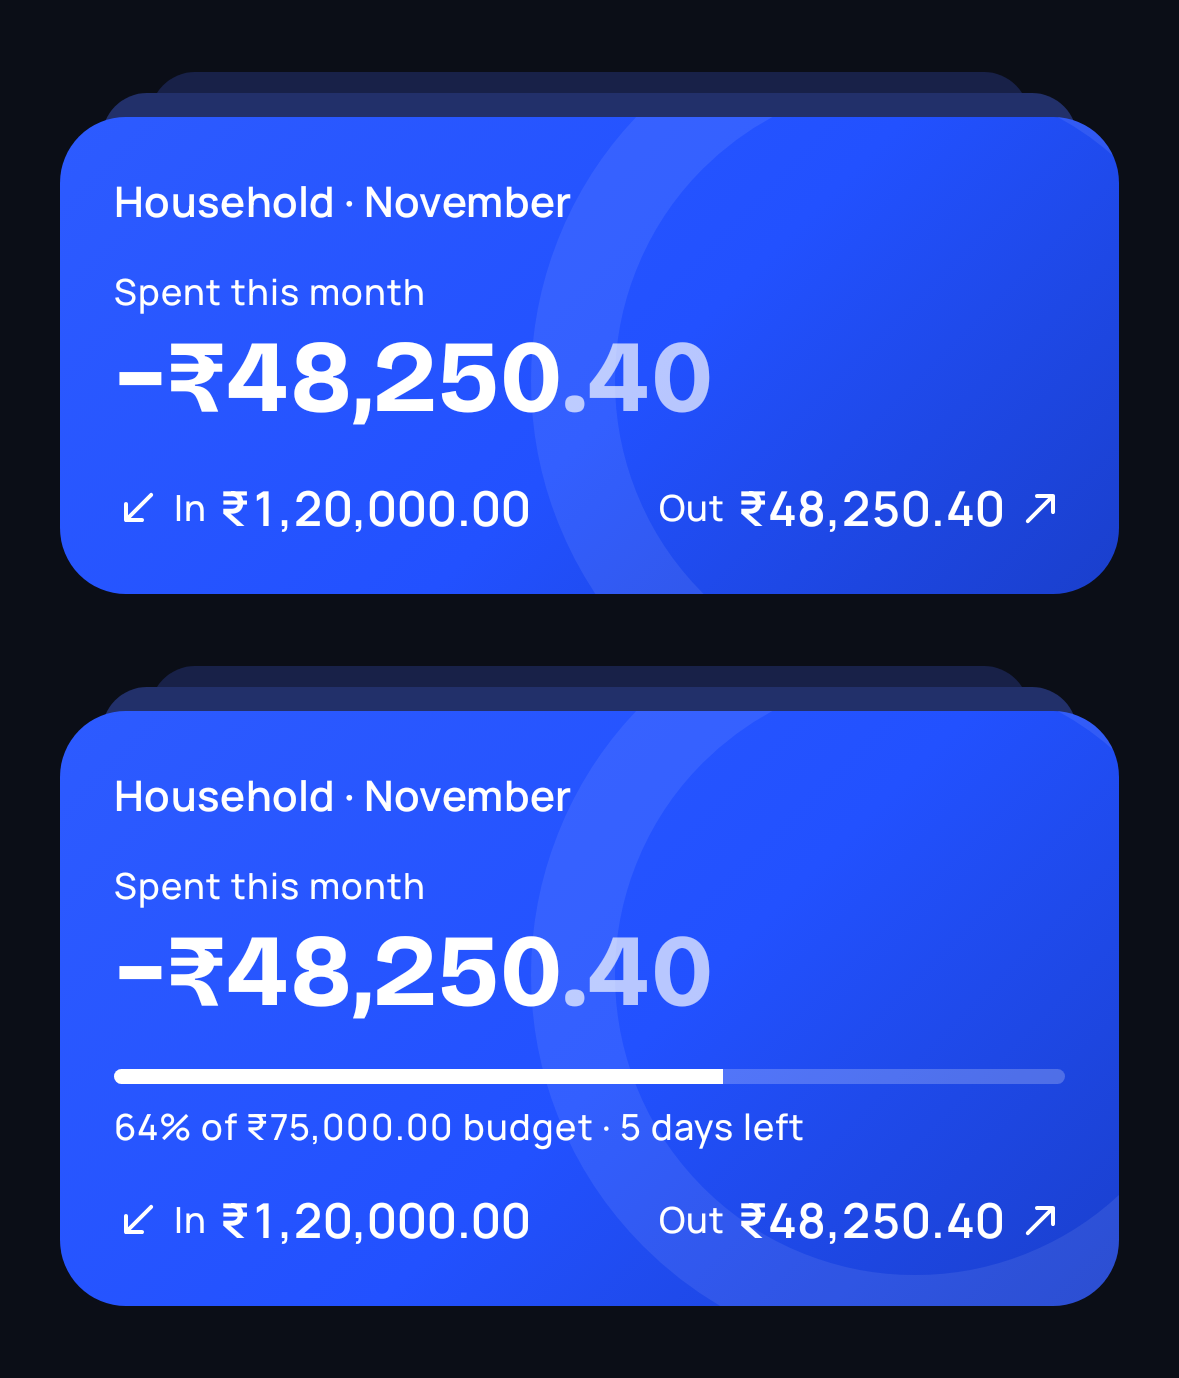 Household · November
Spent this month
−₹48,250.40
In ₹1,20,000.00 Out ₹48,250.40
Household · November
Spent this month
−₹48,250.40
64% of ₹75,000.00 budget · 5 days left
In ₹1,20,000.00 Out ₹48,250.40